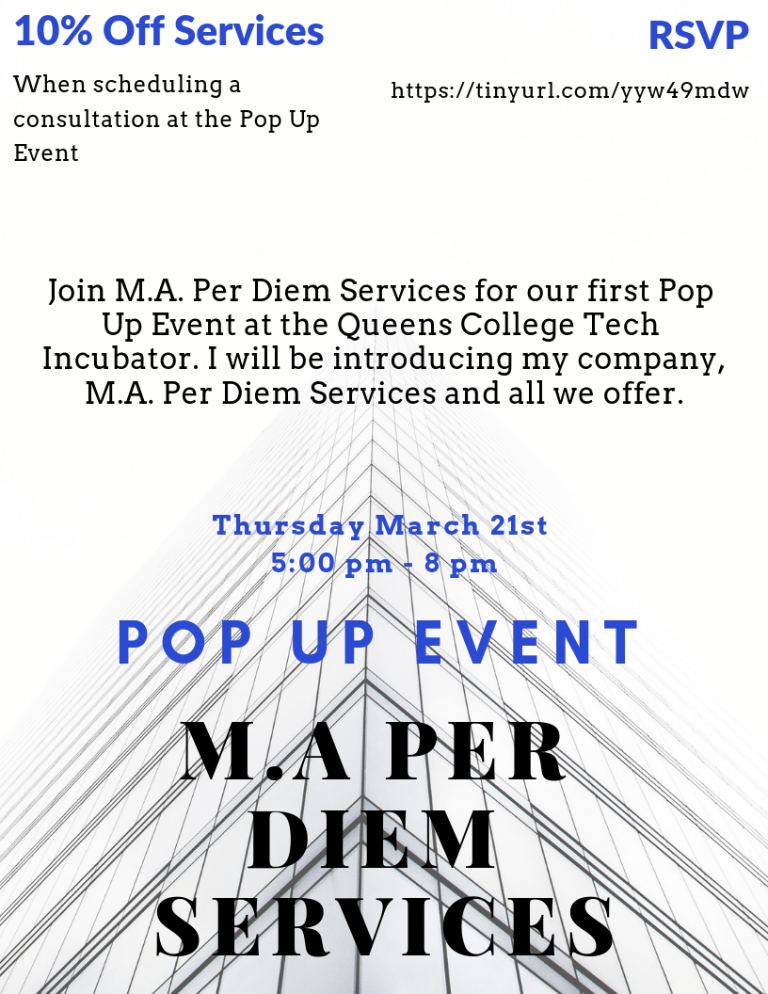 10% Off Services
When scheduling a
consultation at the Pop Up
Event
RSVP
https://tinyurl.com/yyw49mdw
Join M.A. Per Diem Services for our first Pop
Up Event at the Queens College Tech
Incubator. I will be introducing my company,
M.A. Per Diem Services and all we offer.
Thursday March 21st
5:00 pm - 8 pm
POP UP EVENT
M.A PER
DIEM
SERVICES